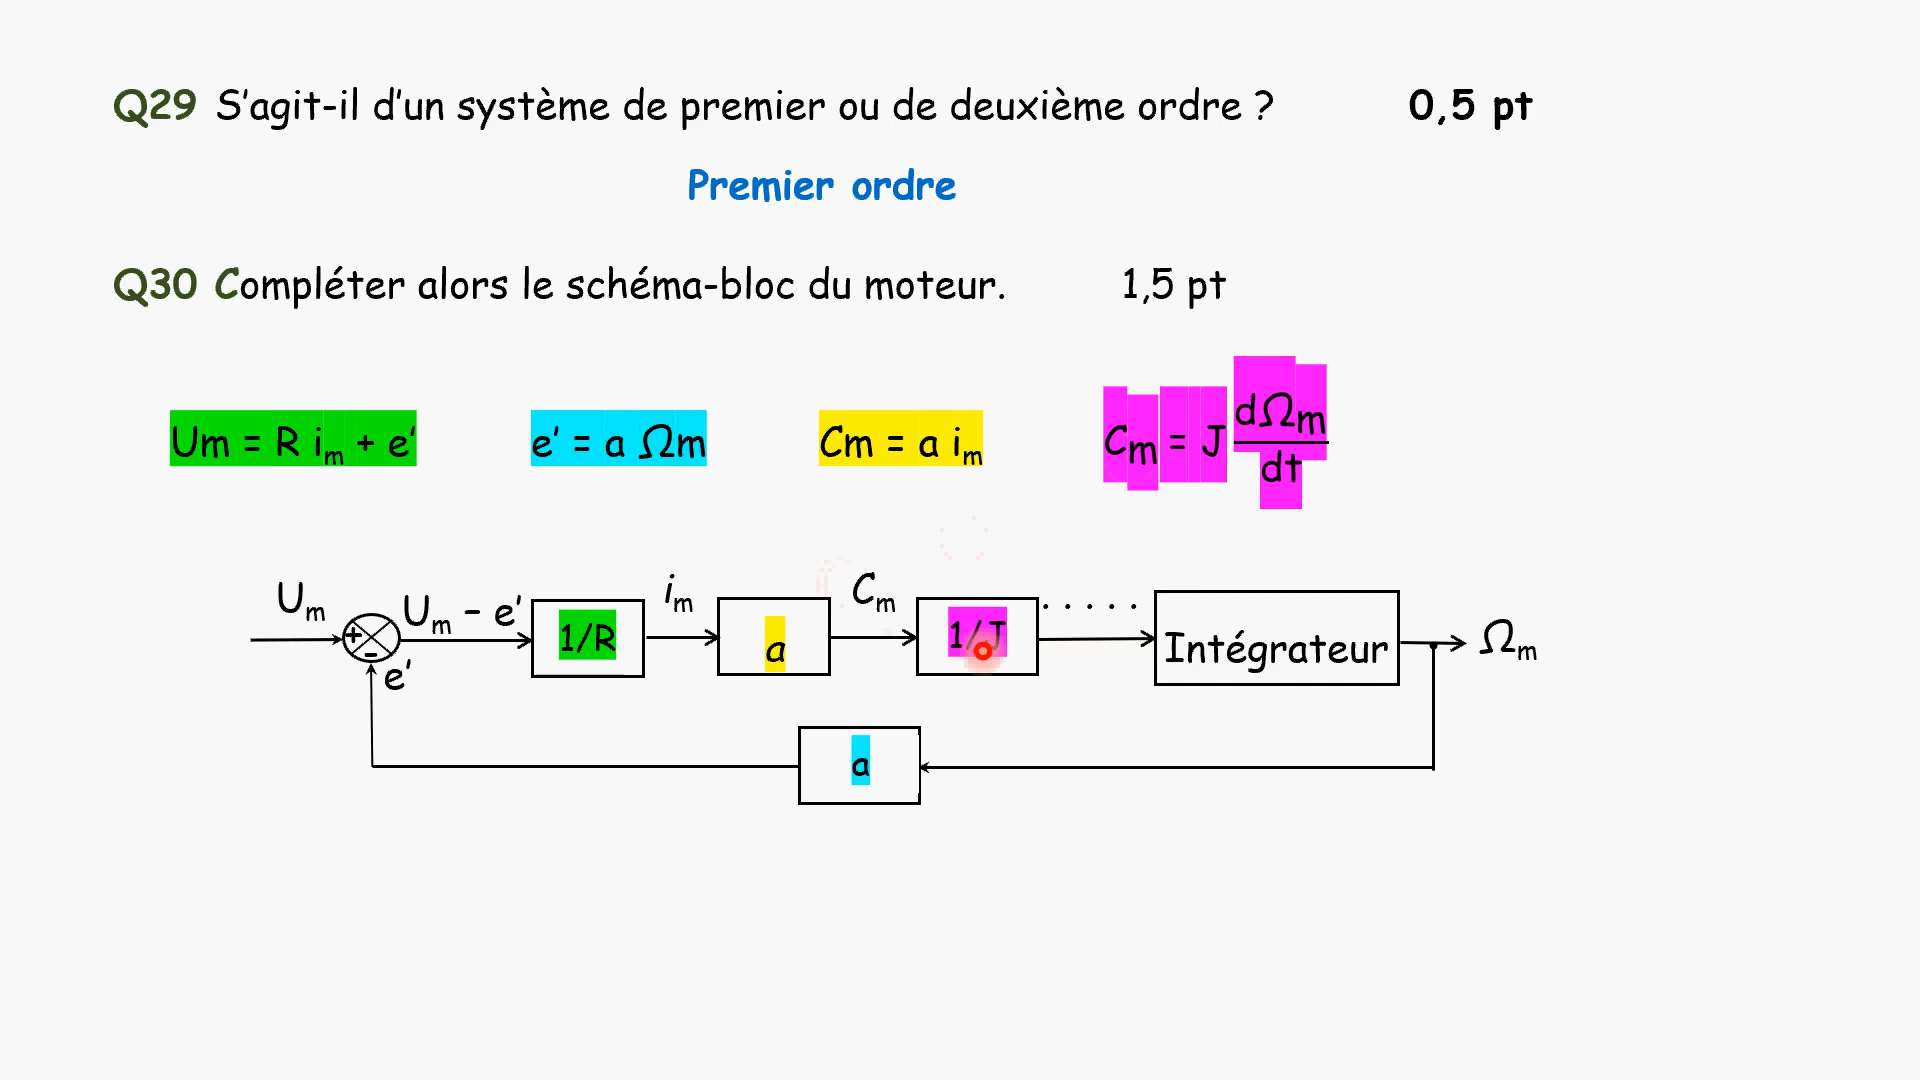 Q29 S'agit-il d'un système de premier ou de deuxième ordre ? 0,5 pt
Premier ordre
Q30 Compléter alors le schéma-bloc du moteur. 1,5 pt
Um = R im + e' e' = a Ωm Cm = a im Cm = J dΩm/dt
Um + - Um - e' 1/R im a Cm 1/J ..... Intégrateur Ωm
e'
a